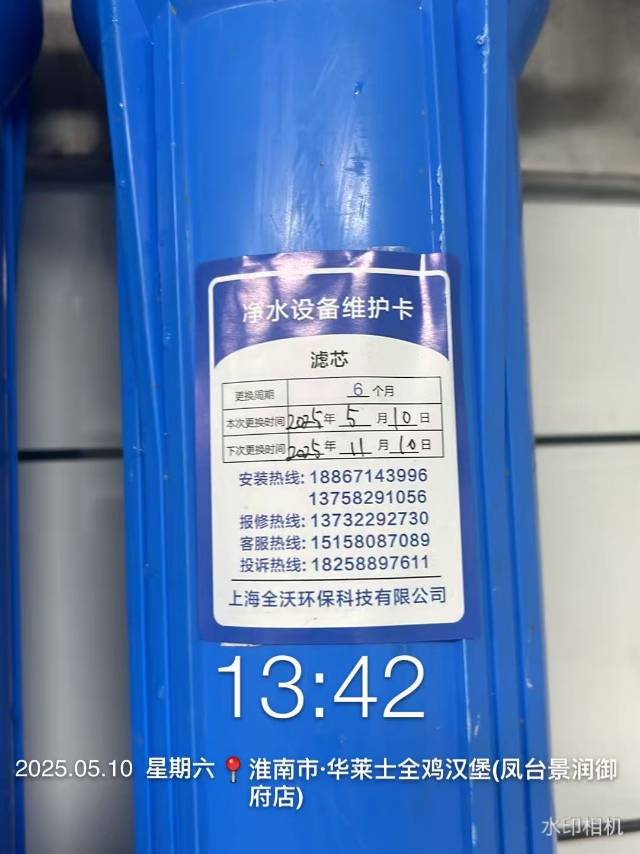 净水设备维护卡
滤芯
更换周期 6 个月
本次更换时间 2025 年 5 月 10 日
下次更换时间 2025 年 11 月 10 日
安装热线: 18867143996
13758291056
报修热线: 13732292730
客服热线: 15158087089
投诉热线: 18258897611
上海全沃环保科技有限公司
13:42
2025.05.10 星期六 淮南市·华莱士全鸡汉堡(凤台景润御
府店)
水印相机